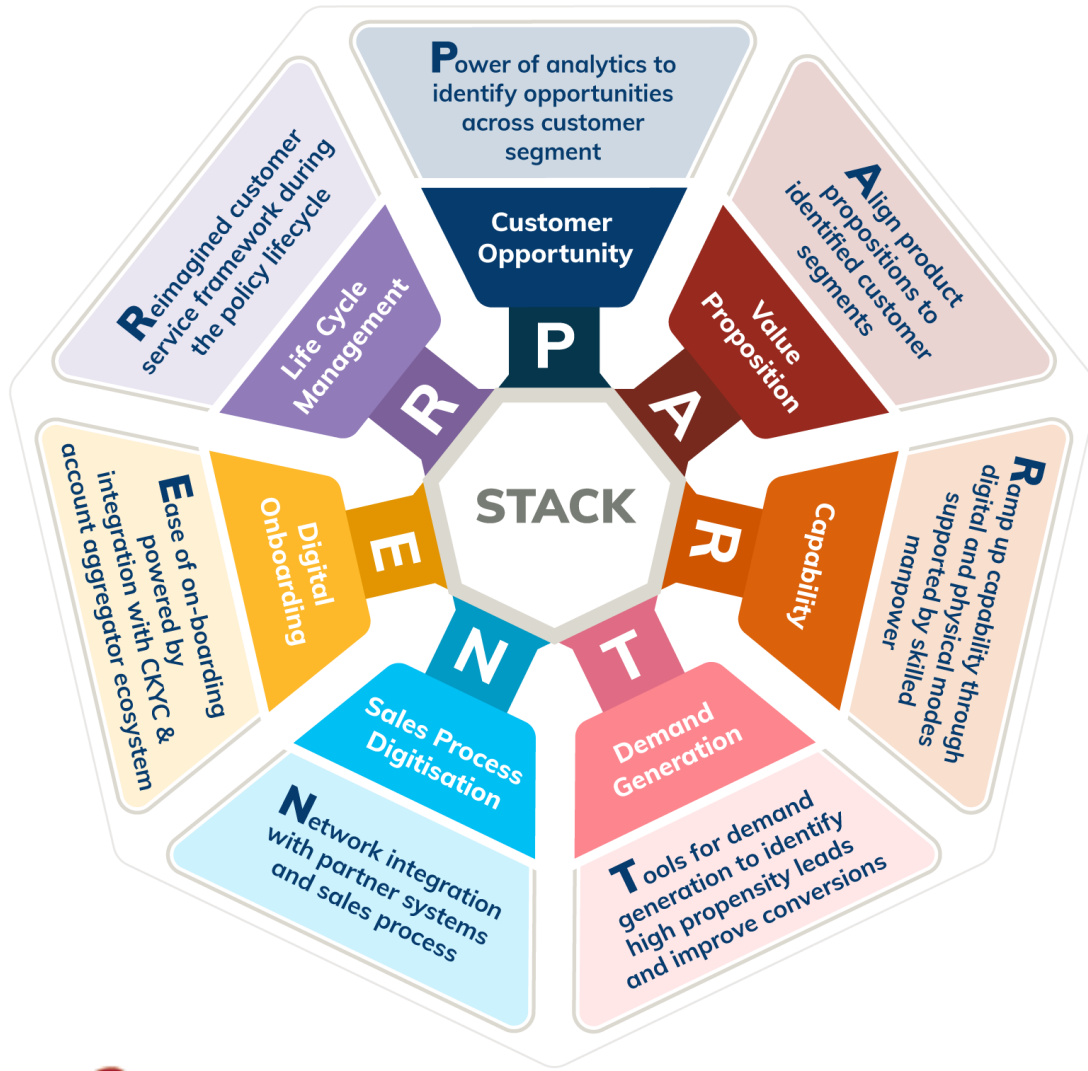 Power of analytics to
identify opportunities
across customer
segment
Customer
Opportunity
P
Align product
propositions to
identified customer
segments
Value
Proposition
A
Ramp up capability through
digital and physical modes
supported by skilled
manpower
Capability
R
Tools for demand
generation to identify
high propensity leads
and improve conversions
Demand
Generation
T
Network integration
with partner systems
and sales process
Sales Process
Digitisation
N
Ease of on-boarding
powered by
integration with CKYC &
account aggregator ecosystem
Digital
Onboarding
E
Reimagined customer
service framework during
the policy lifecycle
Life Cycle
Management
R
STACK